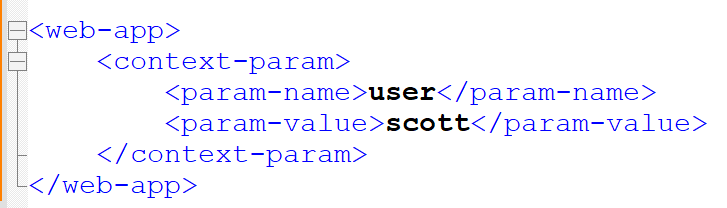 <web-app>
<context-param>
<param-name>user</param-name>
<param-value>scott</param-value>
</context-param>
</web-app>